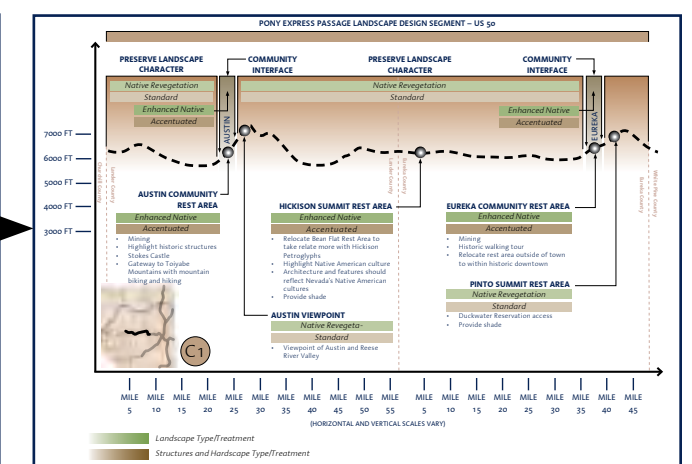 PONY EXPRESS PASSAGE LANDSCAPE DESIGN SEGMENT – US 50
PRESERVE LANDSCAPE
CHARACTER
COMMUNITY
INTERFACE
PRESERVE LANDSCAPE
CHARACTER
COMMUNITY
INTERFACE
Native Revegetation
Standard
Enhanced Native
Accentuated
AUSTIN
Native Revegetation
Standard
Enhanced Native
Accentuated
EUREKA
7000 FT
6000 FT
5000 FT
4000 FT
3000 FT
Churchill County
Lander County
Lander County
Eureka County
Eureka County
White Pine County
AUSTIN COMMUNITY
REST AREA
Enhanced Native
Accentuated
• Mining
• Highlight historic structures
• Stokes Castle
• Gateway to Toiyabe
Mountains with mountain
biking and hiking
HICKISON SUMMIT REST AREA
Enhanced Native
Accentuated
• Relocate Bear Flat Rest Area to
take relate more with Hickison
Petroglyphs
• Highlight Native American culture
• Architecture and features should
reflect Nevada's Native American
cultures
• Provide shade
AUSTIN VIEWPOINT
Native Revegeta-
Standard
• Viewpoint of Austin and Reese
River Valley
EUREKA COMMUNITY REST AREA
Enhanced Native
Accentuated
• Mining
• Historic walking tour
• Relocate rest area outside of town
to within historic downtown
PINTO SUMMIT REST AREA
Native Revegetation
Standard
• Duckwater Reservation access
• Provide shade
C1
MILE MILE MILE MILE MILE MILE MILE MILE MILE MILE MILE MILE MILE MILE MILE MILE MILE MILE MILE MILE
5 10 15 20 25 30 35 40 45 50 55 5 10 15 20 25 30 35 40 45
(HORIZONTAL AND VERTICAL SCALES VARY)
Landscape Type/Treatment
Structures and Hardscape Type/Treatment